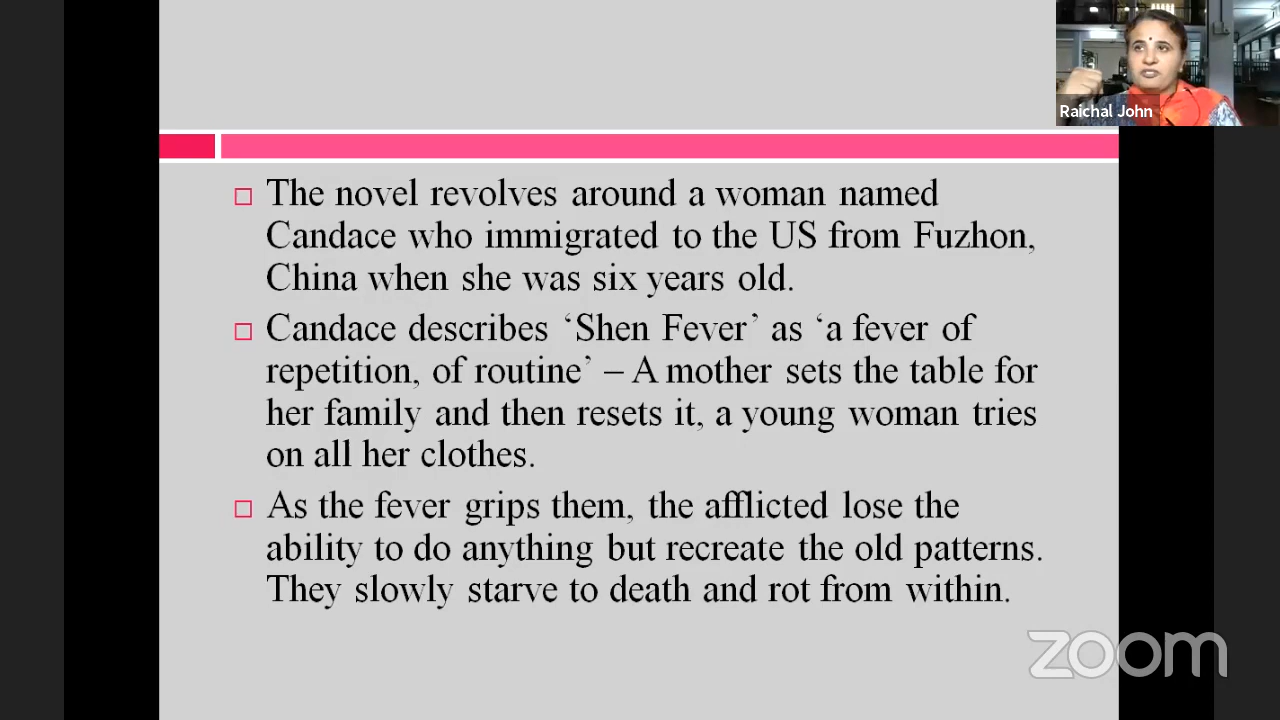 Raichal John
The novel revolves around a woman named
Candace who immigrated to the US from Fuzhon,
China when she was six years old.
Candace describes ‘Shen Fever’ as ‘a fever of
repetition, of routine’ – A mother sets the table for
her family and then resets it, a young woman tries
on all her clothes.
As the fever grips them, the afflicted lose the
ability to do anything but recreate the old patterns.
They slowly starve to death and rot from within.
zoom